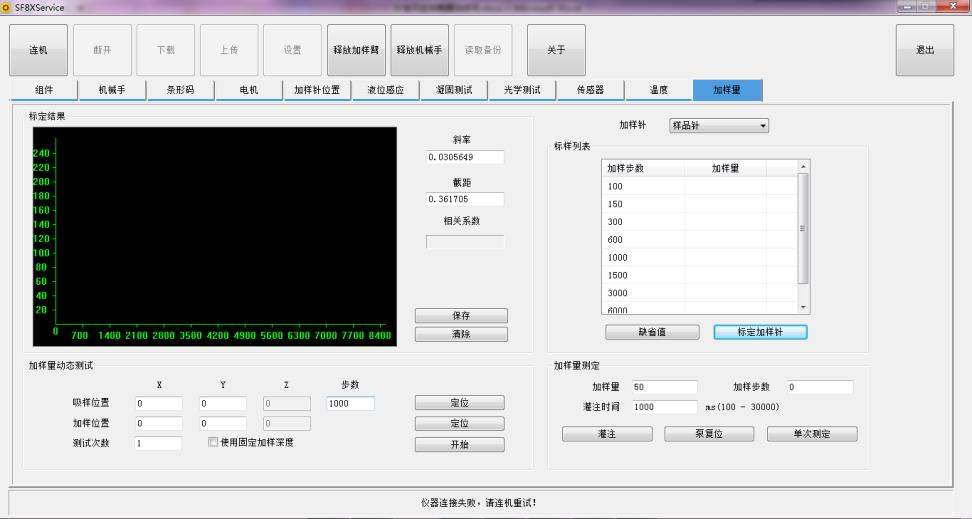 SF8XService
连机 断开 下载 上传 设置 释放加样臂 释放机械手 读取备份 关于 退出
组件 机械手 条形码 电机 加样针位置 液位感应 凝固测试 光学测试 传感器 温度 加样量
标定结果
240
220
200
180
160
140
120
100
80
60
40
20
0 700 1400 2100 2800 3500 4200 4900 5600 6300 7000 7700 8400
斜率
0.0305649
截距
0.361705
相关系数
保存
清除
加样针 样品针
标样列表
加样步数 加样量
100
150
300
600
1000
1500
3000
6000
缺省值 标定加样针
加样量动态测试
X Y Z 步数
吸样位置 0 0 0 1000 定位
加样位置 0 0 0 定位
测试次数 1 使用固定加样深度 开始
加样量测定
加样量 50 加样步数 0
灌注时间 1000 ms(100 - 30000)
灌注 泵复位 单次测定
仪器连接失败，请连机重试!